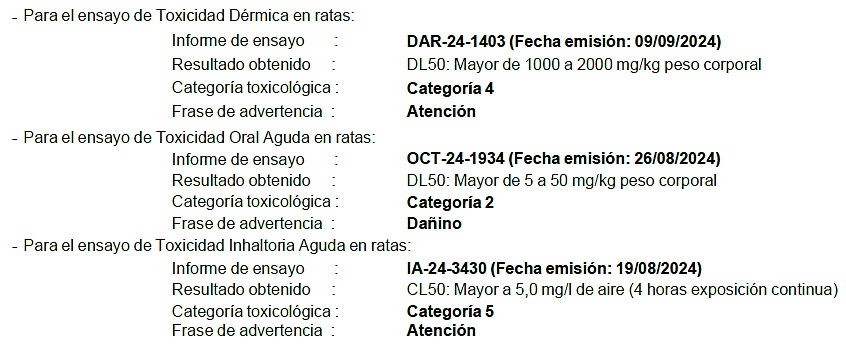 - Para el ensayo de Toxicidad Dérmica en ratas:
Informe de ensayo : DAR-24-1403 (Fecha emisión: 09/09/2024)
Resultado obtenido : DL50: Mayor de 1000 a 2000 mg/kg peso corporal
Categoría toxicológica : Categoría 4
Frase de advertencia : Atención
- Para el ensayo de Toxicidad Oral Aguda en ratas:
Informe de ensayo : OCT-24-1934 (Fecha emisión: 26/08/2024)
Resultado obtenido : DL50: Mayor de 5 a 50 mg/kg peso corporal
Categoría toxicológica : Categoría 2
Frase de advertencia : Dañino
- Para el ensayo de Toxicidad Inhaltoria Aguda en ratas:
Informe de ensayo : IA-24-3430 (Fecha emisión: 19/08/2024)
Resultado obtenido : CL50: Mayor a 5,0 mg/l de aire (4 horas exposición continua)
Categoría toxicológica : Categoría 5
Frase de advertencia : Atención